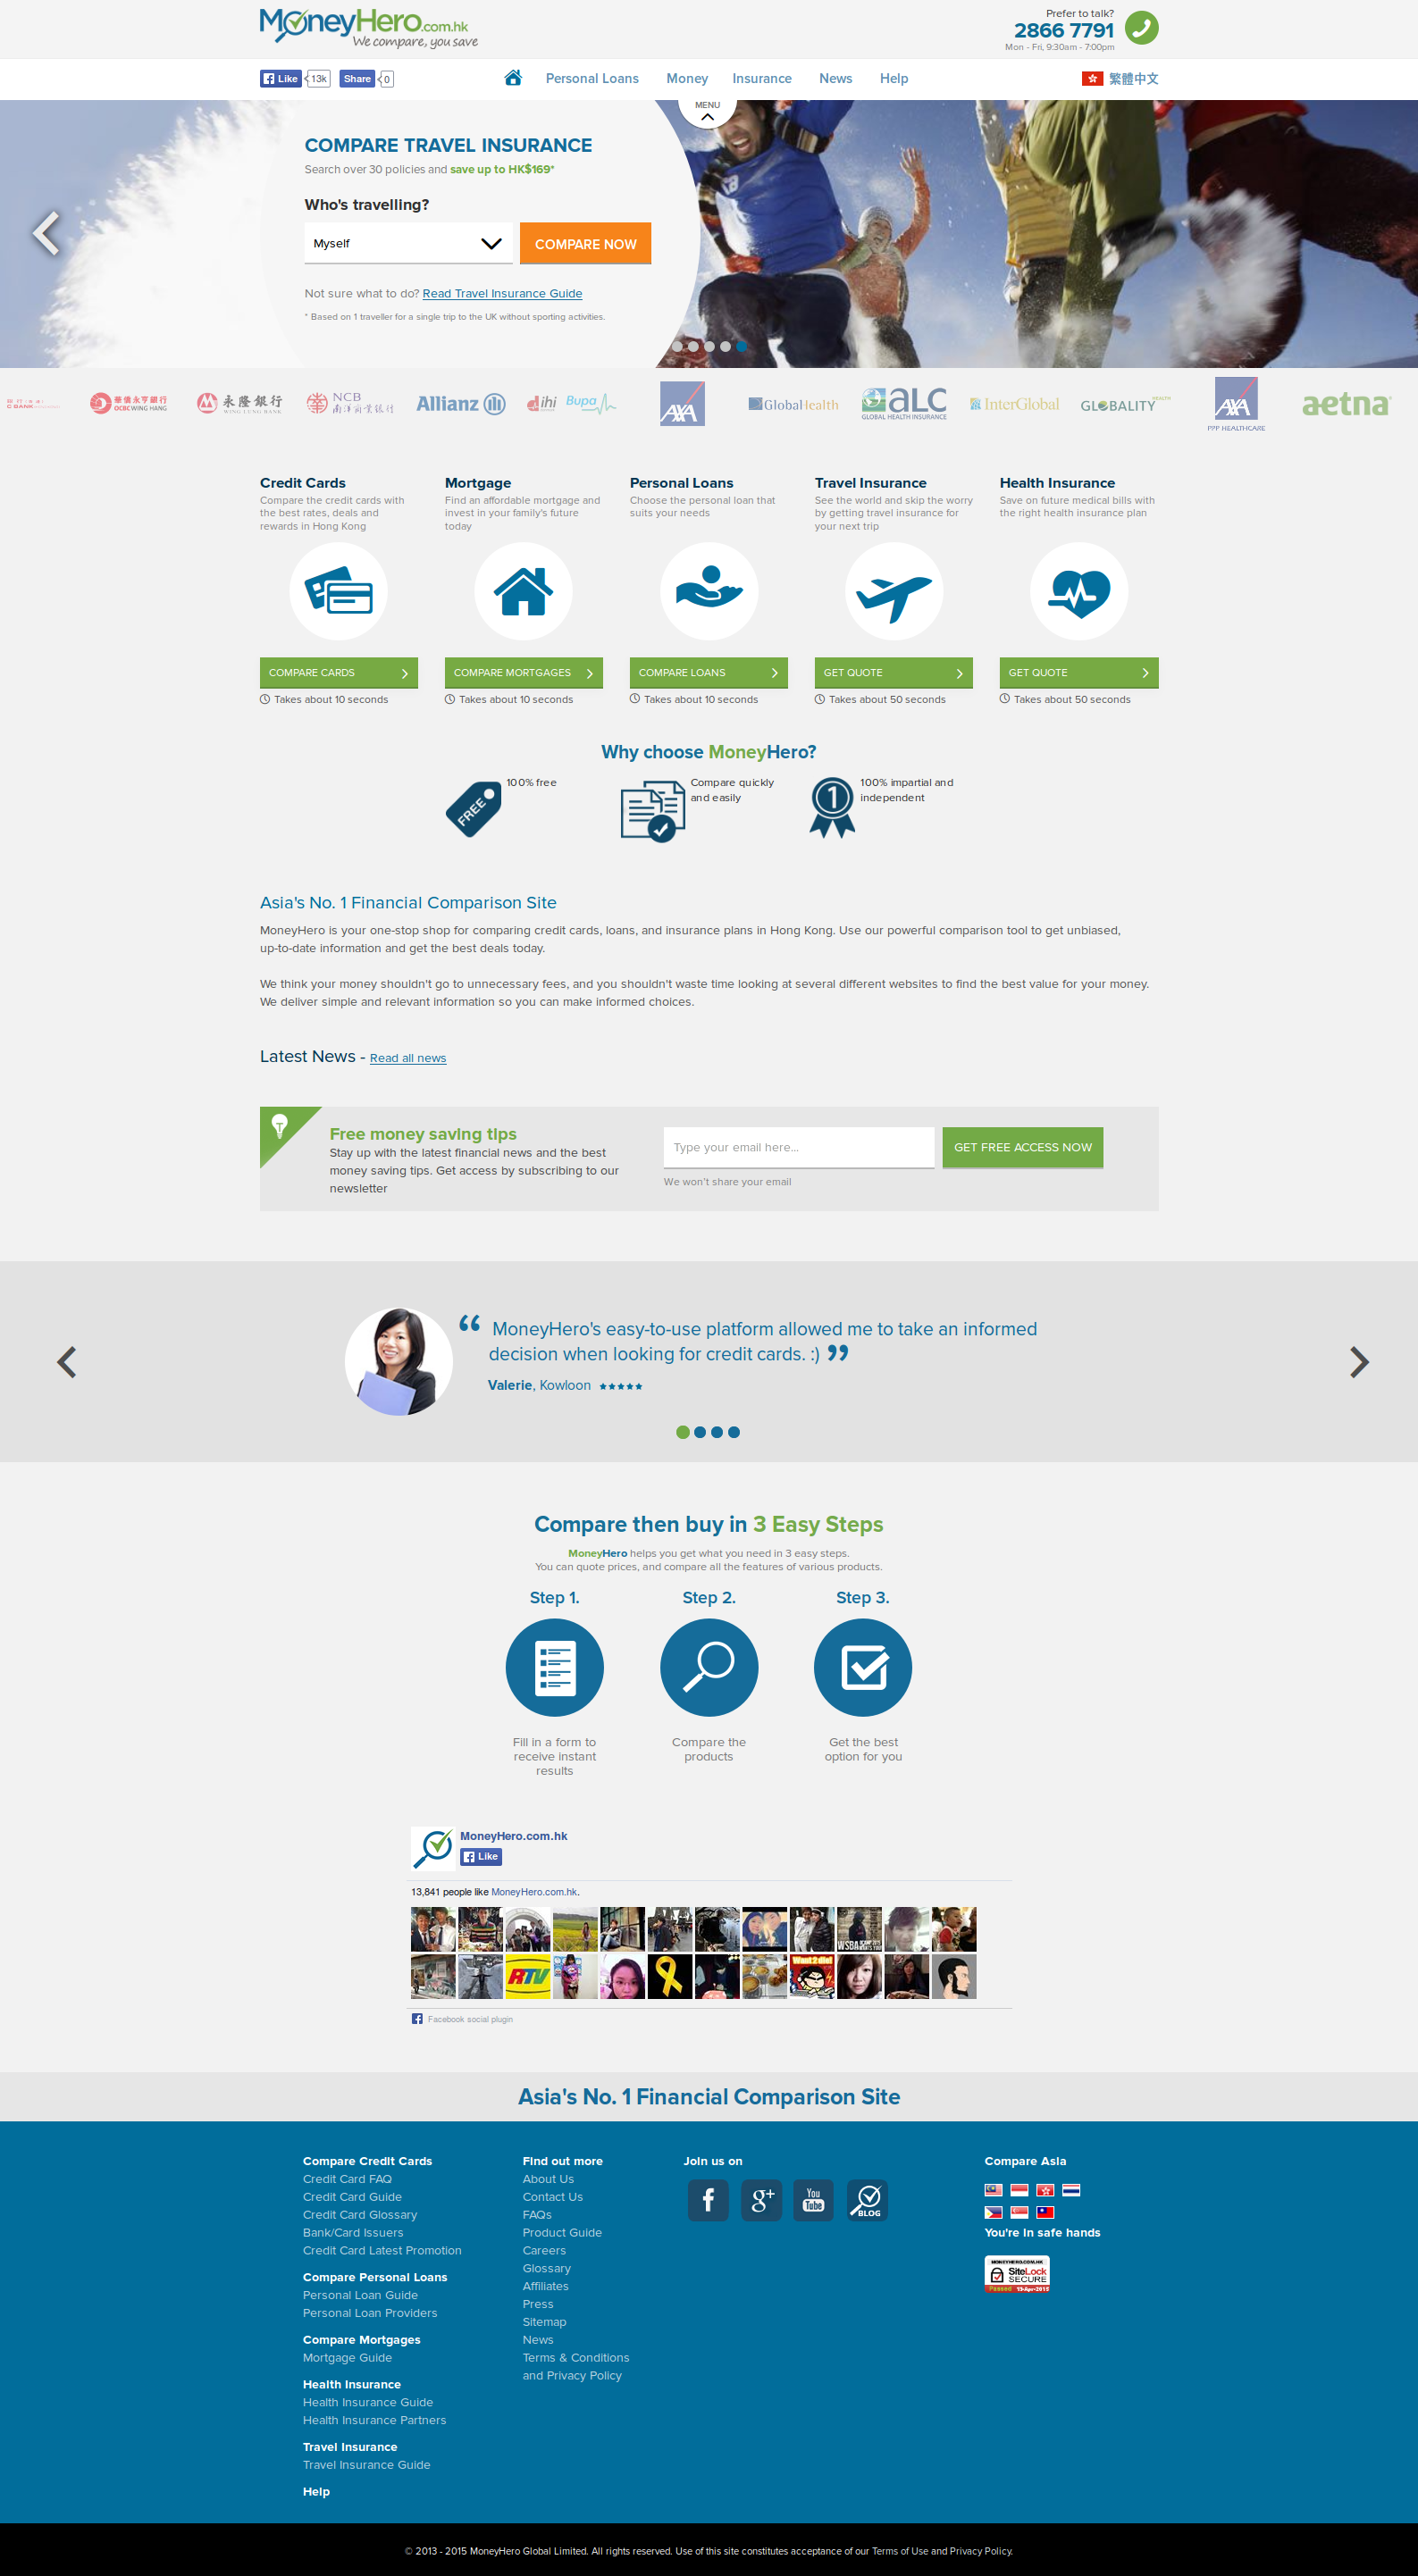 MoneyHero.com.hk
We compare, you save
Prefer to talk?
2866 7791
Mon - Fri, 9:30am - 7:00pm
Like 13k Share 0
Personal Loans Money Insurance News Help
繁體中文
MENU
COMPARE TRAVEL INSURANCE
Search over 30 policies and save up to HK$169*
Who's travelling?
Myself
COMPARE NOW
Not sure what to do? Read Travel Insurance Guide
* Based on 1 traveller for a single trip to the UK without sporting activities.
華僑永亨銀行
OCBC WING HANG
永隆銀行
WING LUNG BANK
NCB
南洋商業銀行
Allianz
ihi Bupa
AXA
GlobalHealth
aLC
GLOBAL HEALTH INSURANCE
InterGlobal
GLOBALITY HEALTH
AXA
PPP HEALTHCARE
aetna
Credit Cards
Compare the credit cards with
the best rates, deals and
rewards in Hong Kong
COMPARE CARDS
Takes about 10 seconds
Mortgage
Find an affordable mortgage and
invest in your family's future
today
COMPARE MORTGAGES
Takes about 10 seconds
Personal Loans
Choose the personal loan that
suits your needs
COMPARE LOANS
Takes about 10 seconds
Travel Insurance
See the world and skip the worry
by getting travel insurance for
your next trip
GET QUOTE
Takes about 50 seconds
Health Insurance
Save on future medical bills with
the right health insurance plan
GET QUOTE
Takes about 50 seconds
Why choose MoneyHero?
FREE
100% free
Compare quickly
and easily
1
100% impartial and
independent
Asia's No. 1 Financial Comparison Site
MoneyHero is your one-stop shop for comparing credit cards, loans, and insurance plans in Hong Kong. Use our powerful comparison tool to get unbiased,
up-to-date information and get the best deals today.
We think your money shouldn't go to unnecessary fees, and you shouldn't waste time looking at several different websites to find the best value for your money.
We deliver simple and relevant information so you can make informed choices.
Latest News - Read all news
Free money saving tips
Stay up with the latest financial news and the best
money saving tips. Get access by subscribing to our
newsletter
Type your email here...
GET FREE ACCESS NOW
We won't share your email
“ MoneyHero's easy-to-use platform allowed me to take an informed
decision when looking for credit cards. :) ”
Valerie, Kowloon ★★★★★
Compare then buy in 3 Easy Steps
MoneyHero helps you get what you need in 3 easy steps.
You can quote prices, and compare all the features of various products.
Step 1. Step 2. Step 3.
Fill in a form to
receive instant
results
Compare the
products
Get the best
option for you
MoneyHero.com.hk
Like
13,841 people like MoneyHero.com.hk.
WSBA
RTV
Want 2 die!
Facebook social plugin
Asia's No. 1 Financial Comparison Site
Compare Credit Cards
Credit Card FAQ
Credit Card Guide
Credit Card Glossary
Bank/Card Issuers
Credit Card Latest Promotion
Compare Personal Loans
Personal Loan Guide
Personal Loan Providers
Compare Mortgages
Mortgage Guide
Health Insurance
Health Insurance Guide
Health Insurance Partners
Travel Insurance
Travel Insurance Guide
Help
Find out more
About Us
Contact Us
FAQs
Product Guide
Careers
Glossary
Affiliates
Press
Sitemap
News
Terms & Conditions
and Privacy Policy
Join us on
f
g+
You Tube
BLOG
Compare Asia
You're in safe hands
MONEYHERO.COM.HK
SiteLock
SECURE
Passed 19-Apr-2015
© 2013 - 2015 MoneyHero Global Limited. All rights reserved. Use of this site constitutes acceptance of our Terms of Use and Privacy Policy.